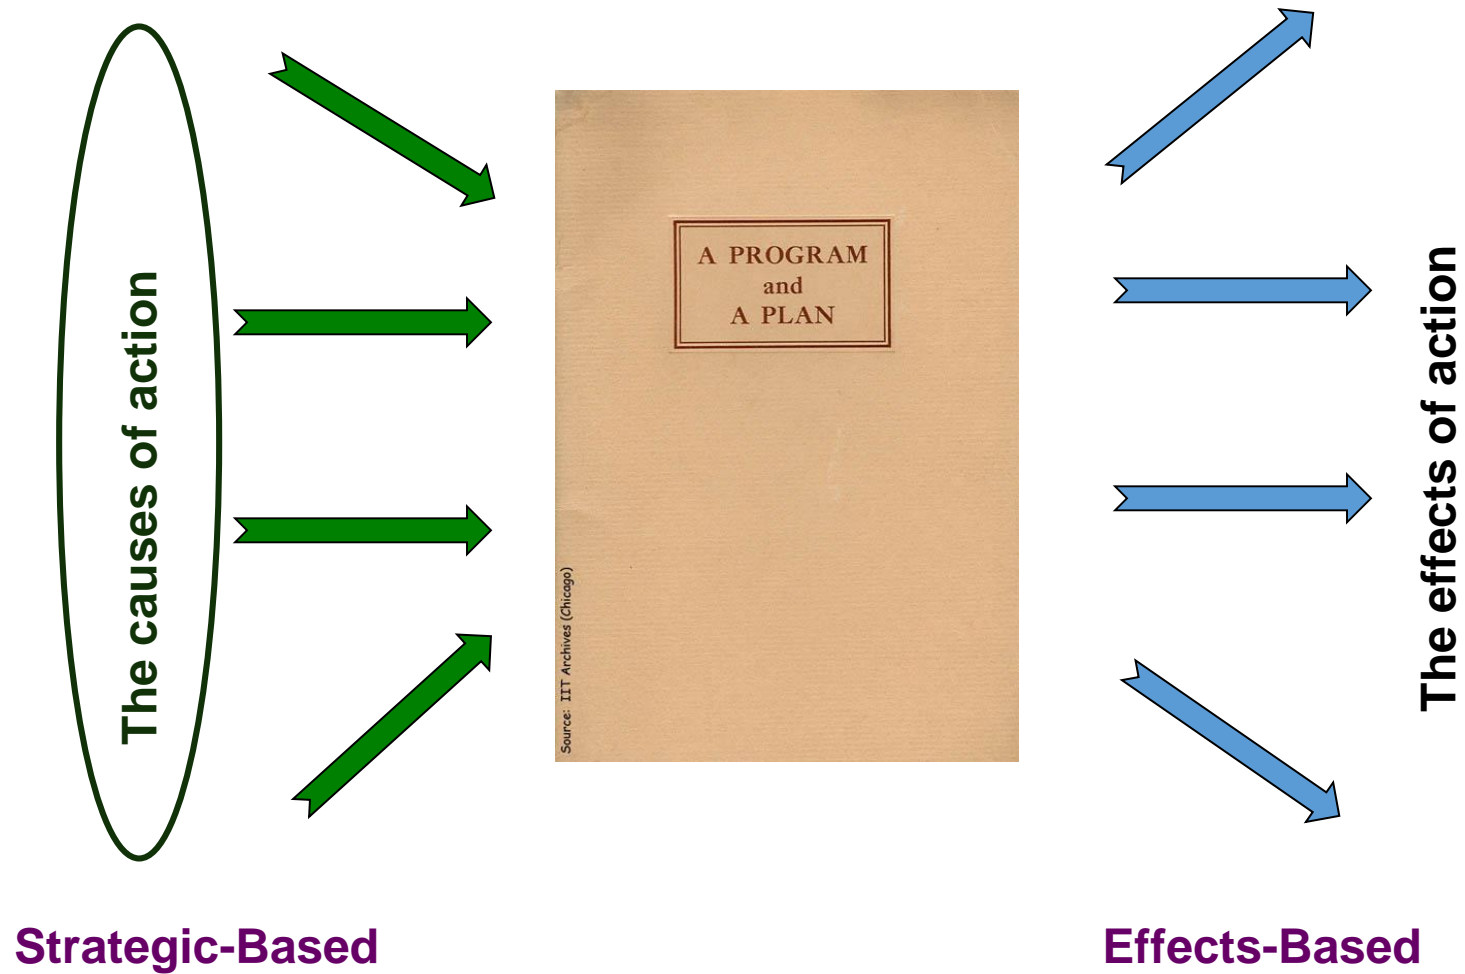 The causes of action
A PROGRAM
and
A PLAN
Source: IIT Archives (Chicago)
The effects of action
Strategic-Based
Effects-Based